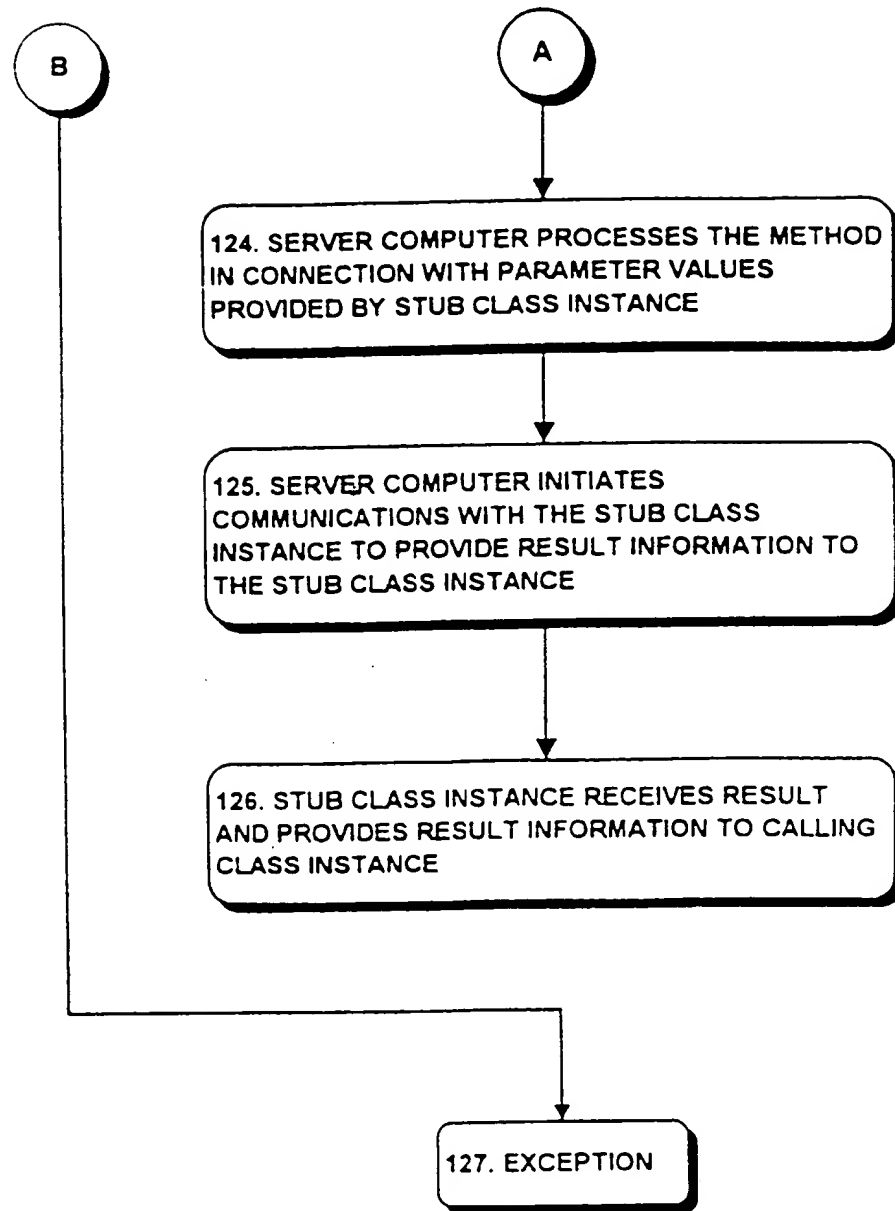 B
A
124. SERVER COMPUTER PROCESSES THE METHOD
IN CONNECTION WITH PARAMETER VALUES
PROVIDED BY STUB CLASS INSTANCE
125. SERVER COMPUTER INITIATES
COMMUNICATIONS WITH THE STUB CLASS
INSTANCE TO PROVIDE RESULT INFORMATION TO
THE STUB CLASS INSTANCE
126. STUB CLASS INSTANCE RECEIVES RESULT
AND PROVIDES RESULT INFORMATION TO CALLING
CLASS INSTANCE
127. EXCEPTION